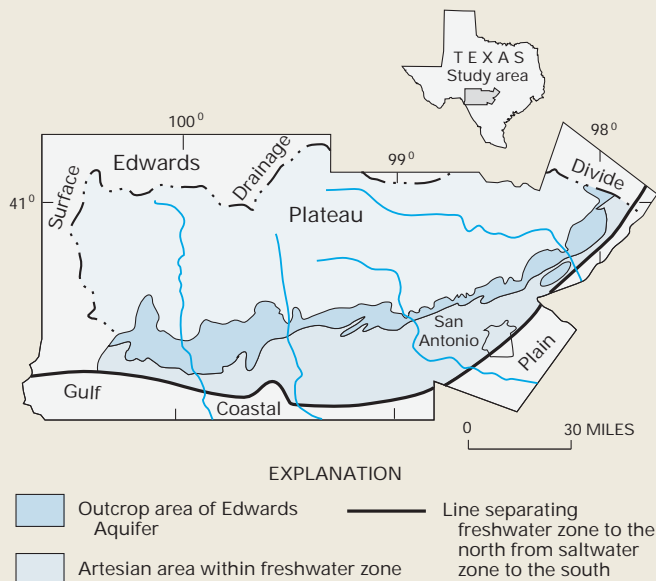 TEXAS
Study area
100⁰
99⁰
98⁰
41⁰
Edwards
Drainage
Divide
Surface
Plateau
San
Antonio
Plain
Gulf
Coastal
0 30 MILES
EXPLANATION
Outcrop area of Edwards
Aquifer
Artesian area within freshwater zone
Line separating
freshwater zone to the
north from saltwater
zone to the south